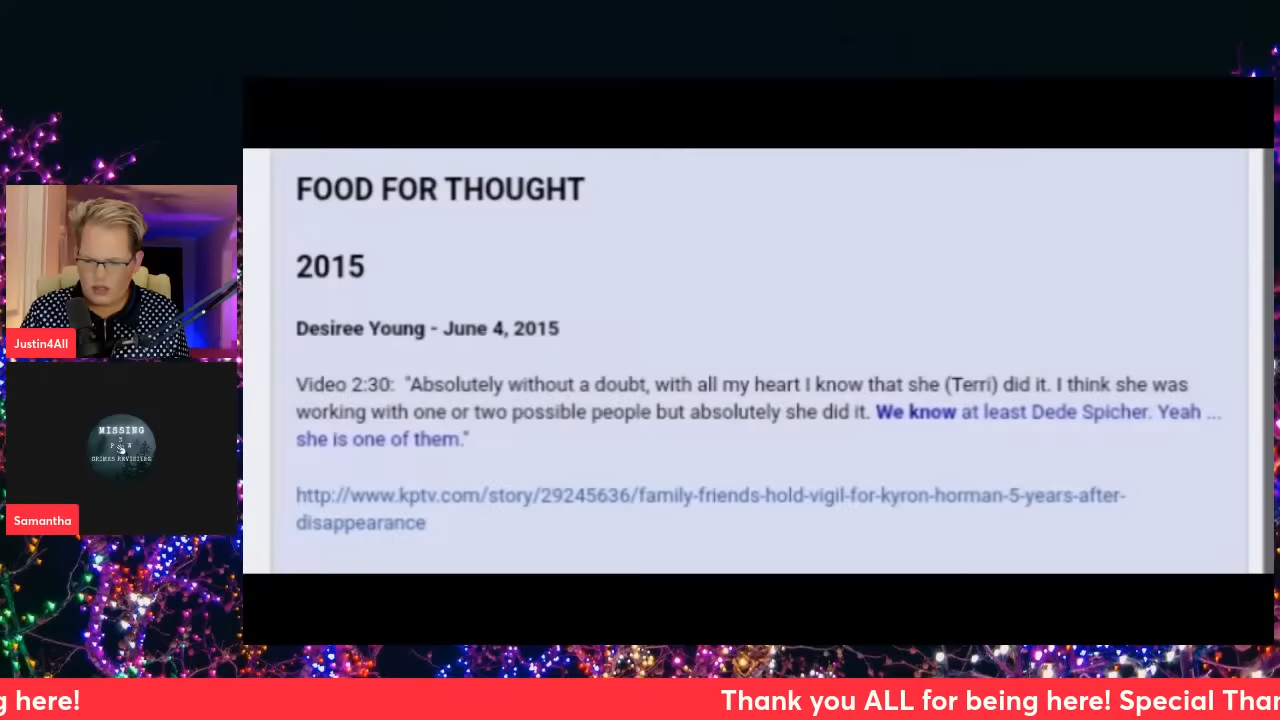 FOOD FOR THOUGHT
2015
Desiree Young - June 4, 2015
Video 2:30: "Absolutely without a doubt, with all my heart I know that she (Terri) did it. I think she was
working with one or two possible people but absolutely she did it. We know at least Dede Spicher. Yeah ...
she is one of them."
http://www.kptv.com/story/29245636/family-friends-hold-vigil-for-kyron-horman-5-years-after-
disappearance
Justin4All
MISSING
CRIMES REVISITED
Samantha
g here!
Thank you ALL for being here! Special Than